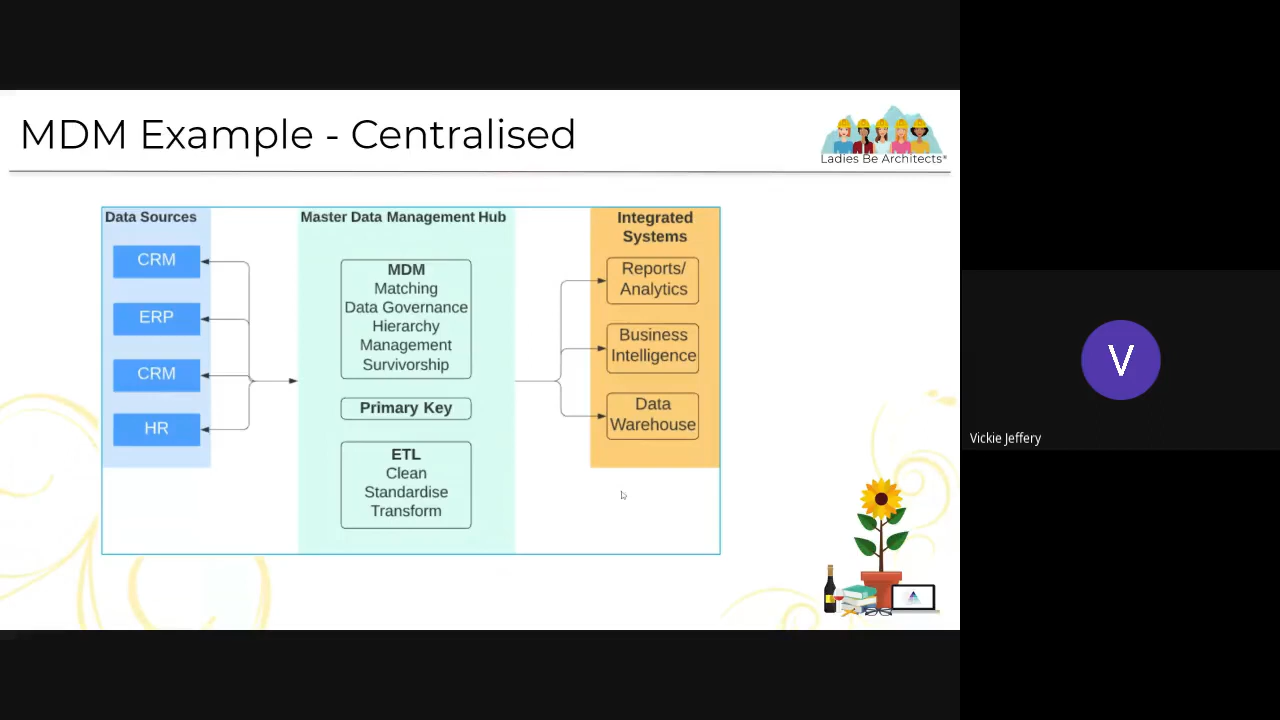 MDM Example - Centralised
Ladies Be Architects
Data Sources
CRM
ERP
CRM
HR
Master Data Management Hub
MDM
Matching
Data Governance
Hierarchy
Management
Survivorship
Primary Key
ETL
Clean
Standardise
Transform
Integrated
Systems
Reports/
Analytics
Business
Intelligence
Data
Warehouse
V
Vickie Jeffery